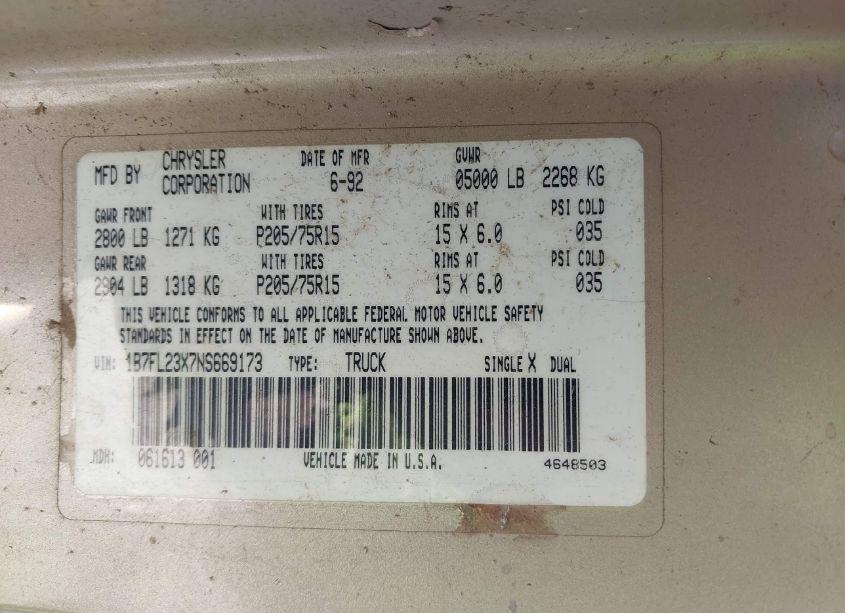 MFD BY CHRYSLER CORPORATION DATE OF MFR 6-92 GVWR 05000 LB 2268 KG
GAWR FRONT WITH TIRES RIMS AT PSI COLD
2800 LB 1271 KG P205/75R15 15 X 6.0 035
GAWR REAR WITH TIRES RIMS AT PSI COLD
2904 LB 1318 KG P205/75R15 15 X 6.0 035
THIS VEHICLE CONFORMS TO ALL APPLICABLE FEDERAL MOTOR VEHICLE SAFETY
STANDARDS IN EFFECT ON THE DATE OF MANUFACTURE SHOWN ABOVE.
VIN: 1B7FL23X7NS669173 TYPE: TRUCK SINGLE X DUAL
MDH: 061613 001 VEHICLE MADE IN U.S.A. 4648503